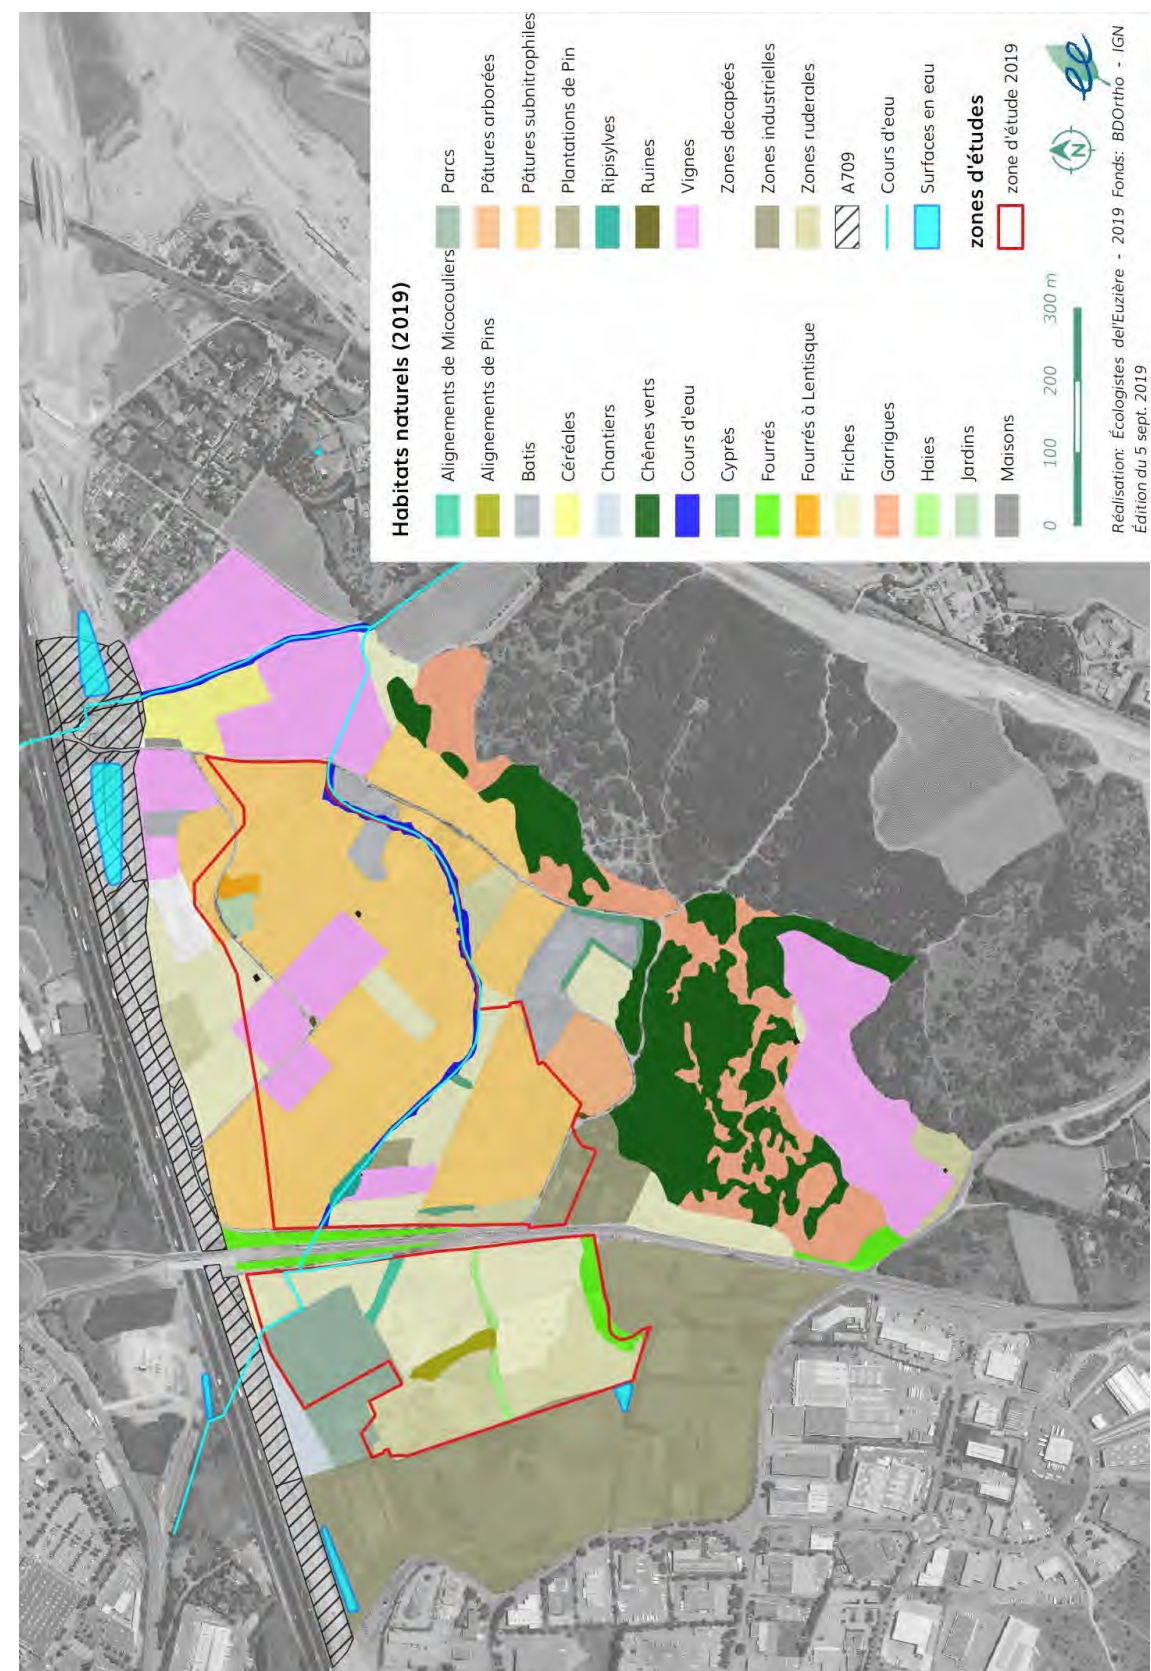 Habitats naturels (2019)
Alignements de Micocouliers
Alignements de Pins
Batis
Céréales
Chantiers
Chênes verts
Cours d'eau
Cyprès
Fourrés
Fourrés à Lentisque
Friches
Garrigues
Haies
Jardins
Maisons
Parcs
Pâtures arborées
Pâtures subnitrophiles
Plantations de Pin
Ripisylves
Ruines
Vignes
Zones decapées
Zones industrielles
Zones ruderales
A709
Cours d'eau
Surfaces en eau
zones d'études
zone d'étude 2019
0 100 200 300 m
N
Réalisation: Écologistes del'Euzière - 2019 Fonds: BDOrtho - IGN
Édition du 5 sept. 2019